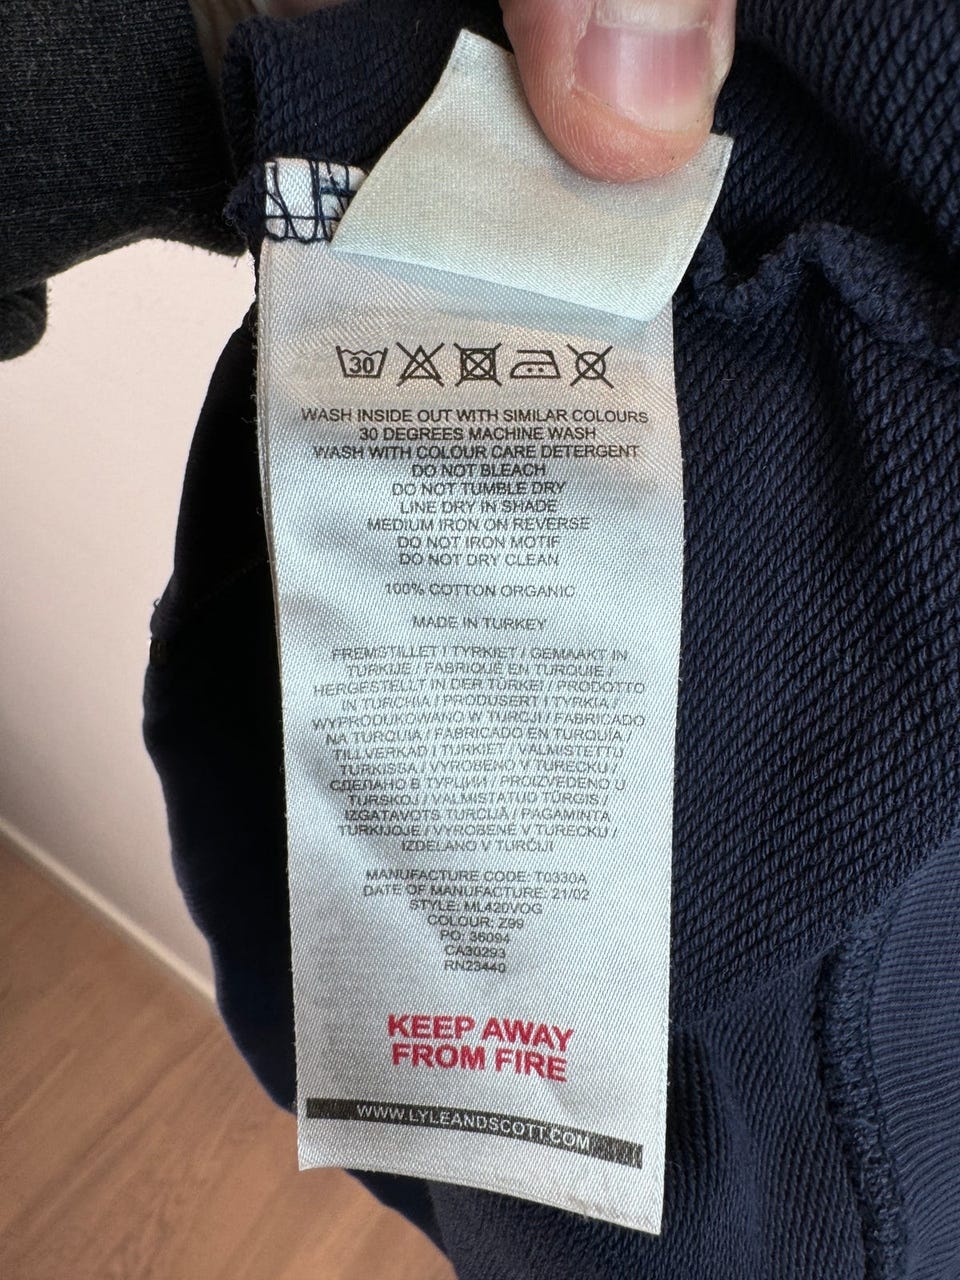 30
WASH INSIDE OUT WITH SIMILAR COLOURS
30 DEGREES MACHINE WASH
WASH WITH COLOUR CARE DETERGENT
DO NOT BLEACH
DO NOT TUMBLE DRY
LINE DRY IN SHADE
MEDIUM IRON ON REVERSE
DO NOT IRON MOTIF
DO NOT DRY CLEAN
100% COTTON ORGANIC
MADE IN TURKEY
FREMSTILLET I TYRKIET / GEMAAKT IN
TURKIJE / FABRIQUÉ EN TURQUIE /
HERGESTELLT IN DER TÜRKEI / PRODOTTO
IN TURCHIA / PRODUSERT I TYRKIA /
WYPRODUKOWANO W TURCJI / FABRICADO
NA TURQUIA / FABRICADO EN TURQUÍA /
TILLVERKAD I TURKIET / VALMISTETTU
TURKISSA / VYROBENO V TURECKU /
СДЕЛАНО В ТУРЦИИ / PROIZVEDENO U
TURSKOJ / VALMISTATUD TÜRGIS /
IZGATAVOTS TURCIJĀ / PAGAMINTA
TURKIJOJE / VYROBENÉ V TURECKU /
IZDELANO V TURČIJI
MANUFACTURE CODE: T0330A
DATE OF MANUFACTURE: 21/02
STYLE: ML420VOG
COLOUR: Z99
PO: 36094
CA30293
RN23440
KEEP AWAY
FROM FIRE
WWW.LYLEANDSCOTT.COM